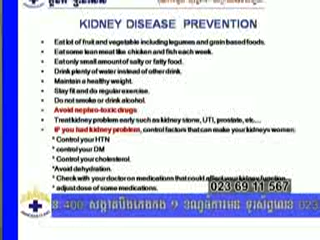 KIDNEY DISEASE PREVENTION
• Eat lot of fruit and vegetable including legumes and grain based foods.
• Eat some lean meat like chicken and fish each week.
• Eat only small amount of salty or fatty food.
• Drink plenty of water instead of other drink.
• Maintain a healthy weight.
• Stay fit and do regular exercise.
• Do not smoke or drink alcohol.
• Avoid nephro-toxic drugs
• Treat kidney problem early such as kidney stone, UTI, prostate, etc....
• IF you had kidney problem, control factors that can make your kidneys worse:
* Control your HTN
* control your DM
* Control your cholesterol.
*Avoid dehydration.
* Check with your doctor on medications that could affect your kidney function.
* adjust dose of some medications.
023 69 11 567